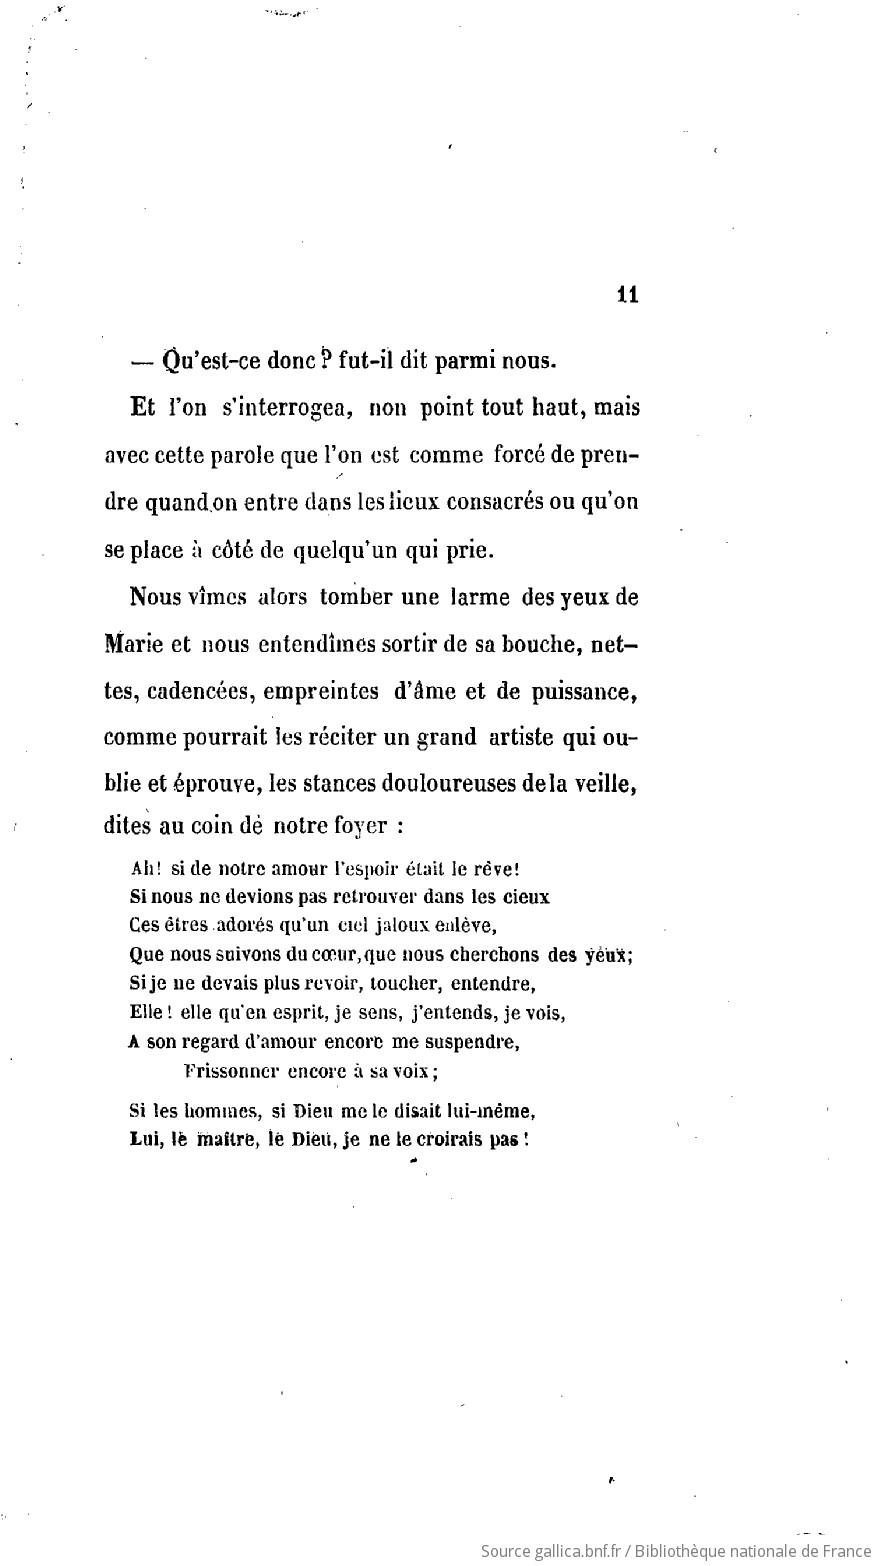 11
— Qu'est-ce donc ? fut-il dit parmi nous.
Et l'on s'interrogea, non point tout haut, mais
avec cette parole que l'on est comme forcé de pren-
dre quand on entre dans les lieux consacrés ou qu'on
se place à côté de quelqu'un qui prie.
Nous vîmes alors tomber une larme des yeux de
Marie et nous entendîmes sortir de sa bouche, net-
tes, cadencées, empreintes d'âme et de puissance,
comme pourrait les réciter un grand artiste qui ou-
blie et éprouve, les stances douloureuses de la veille,
dites au coin de notre foyer :
Ah! si de notre amour l'espoir était le rêve!
Si nous ne devions pas retrouver dans les cieux
Ces êtres adorés qu'un ciel jaloux enlève,
Que nous suivons du cœur, que nous cherchons des yeux;
Si je ne devais plus revoir, toucher, entendre,
Elle ! elle qu'en esprit, je sens, j'entends, je vois,
A son regard d'amour encore me suspendre,
Frissonner encore à sa voix ;
Si les hommes, si Dieu me le disait lui-même,
Lui, le maître, le Dieu, je ne le croirais pas !
Source gallica.bnf.fr / Bibliothèque nationale de France